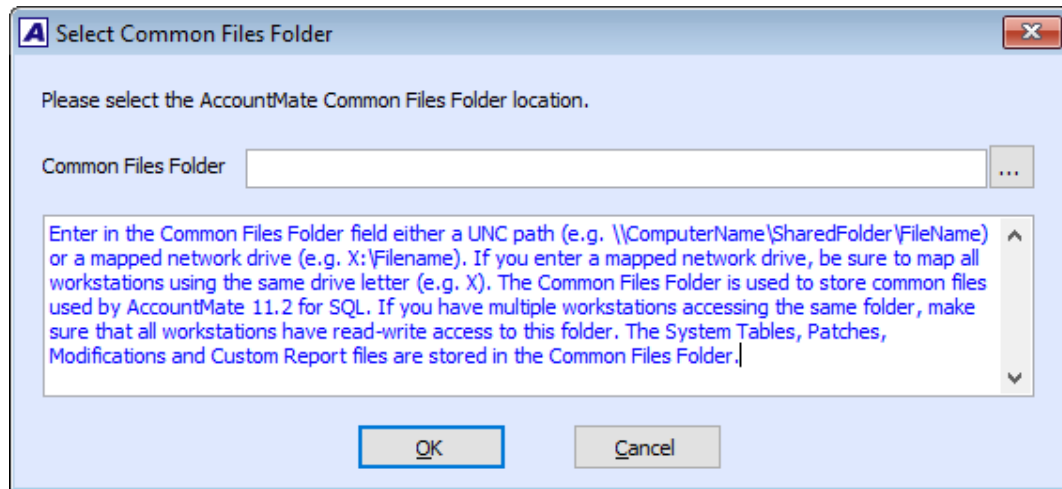 Select Common Files Folder
Please select the AccountMate Common Files Folder location.
Common Files Folder
...
Enter in the Common Files Folder field either a UNC path (e.g. \\ComputerName\SharedFolder\FileName)
or a mapped network drive (e.g. X:\Filename). If you enter a mapped network drive, be sure to map all
workstations using the same drive letter (e.g. X). The Common Files Folder is used to store common files
used by AccountMate 11.2 for SQL. If you have multiple workstations accessing the same folder, make
sure that all workstations have read-write access to this folder. The System Tables, Patches,
Modifications and Custom Report files are stored in the Common Files Folder.
OK Cancel